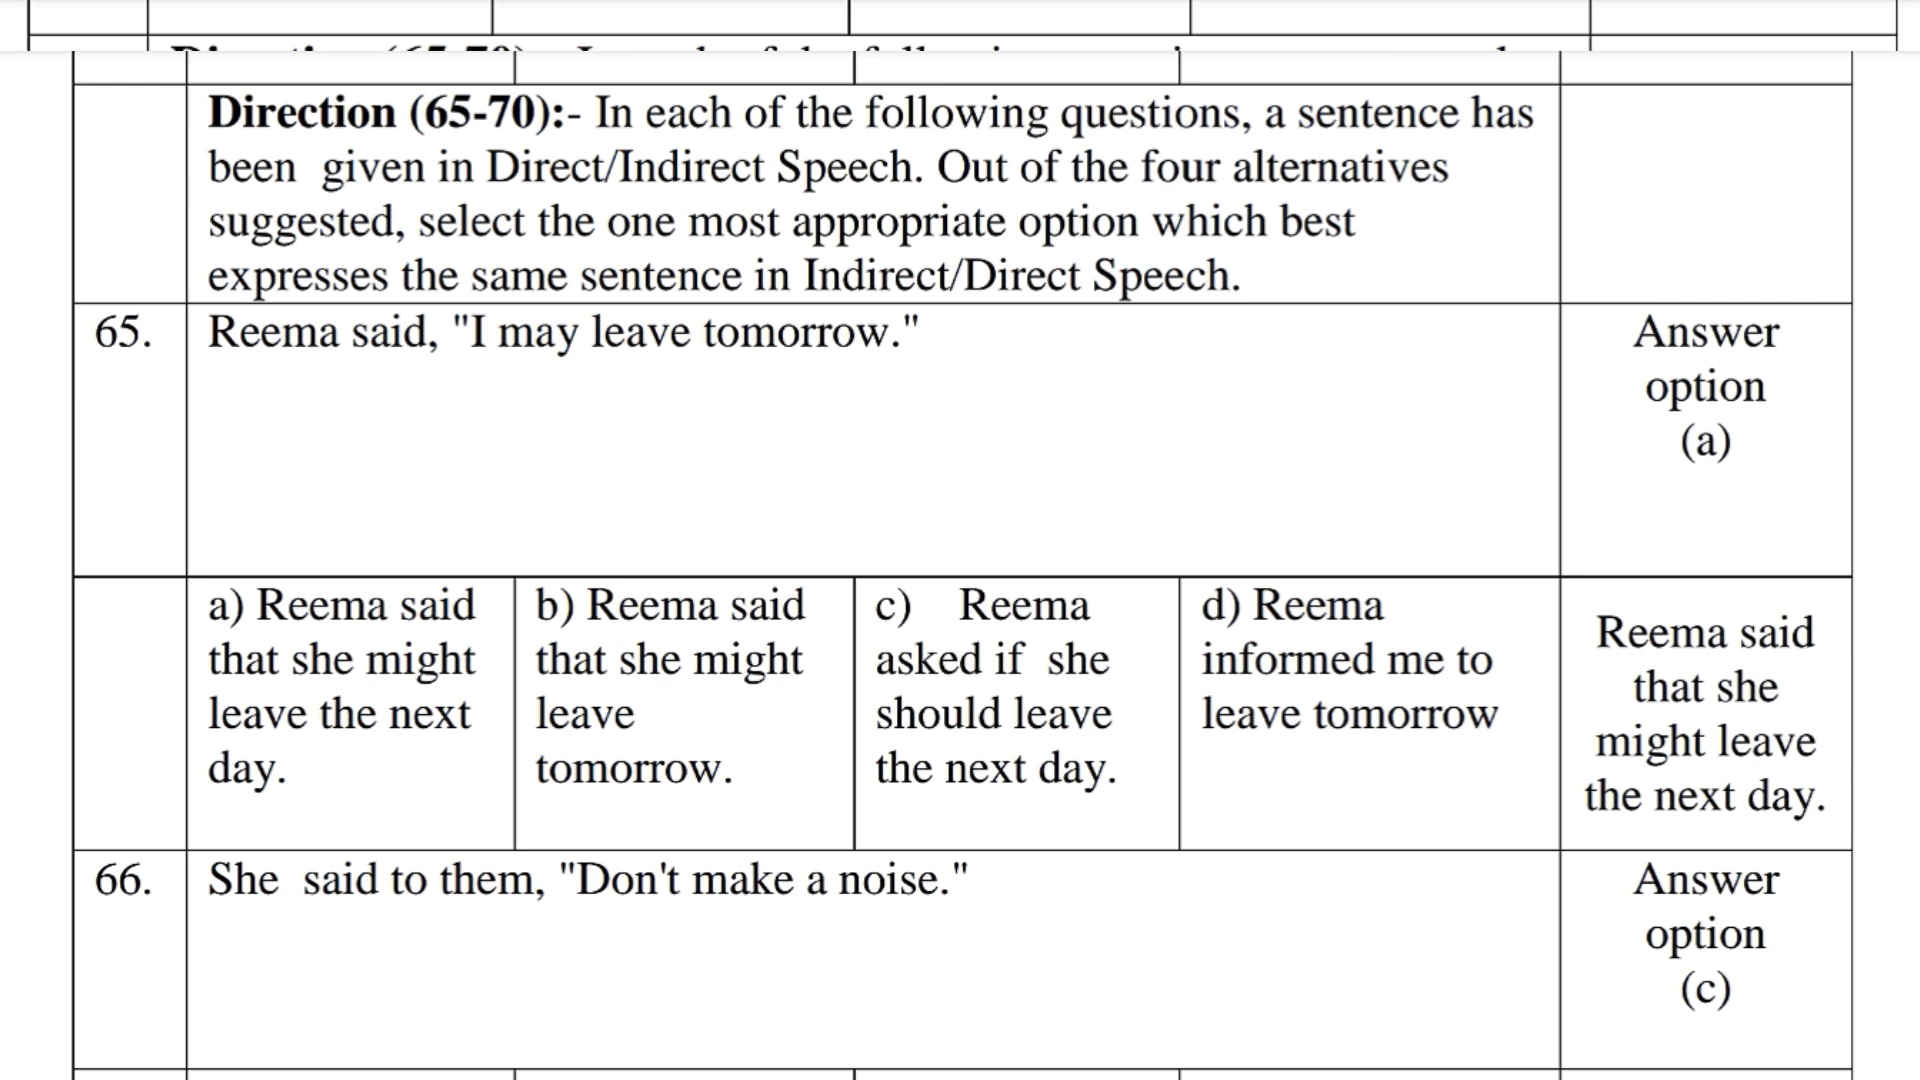 Direction (65-70):- In each of the following questions, a sentence has
been given in Direct/Indirect Speech. Out of the four alternatives
suggested, select the one most appropriate option which best
expresses the same sentence in Indirect/Direct Speech.
65.
Reema said, "I may leave tomorrow."
Answer
option
(a)
a) Reema said
that she might
leave the next
day.
b) Reema said
that she might
leave
tomorrow.
c) Reema
asked if she
should leave
the next day.
d) Reema
informed me to
leave tomorrow
Reema said
that she
might leave
the next day.
66.
She said to them, "Don't make a noise."
Answer
option
(c)